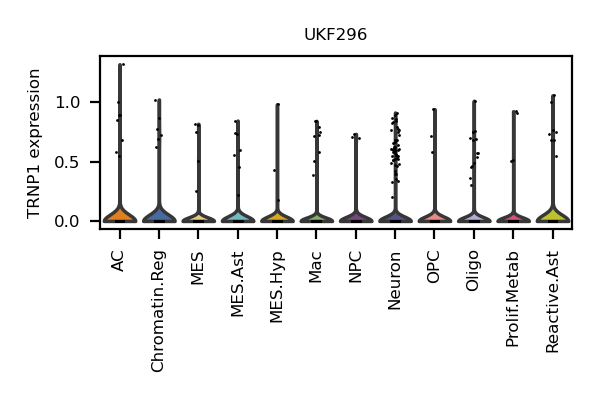 UKF296
TRNP1 expression
1.0
0.5
0.0
AC
Chromatin.Reg
MES
MES.Ast
MES.Hyp
Mac
NPC
Neuron
OPC
Oligo
Prolif.Metab
Reactive.Ast